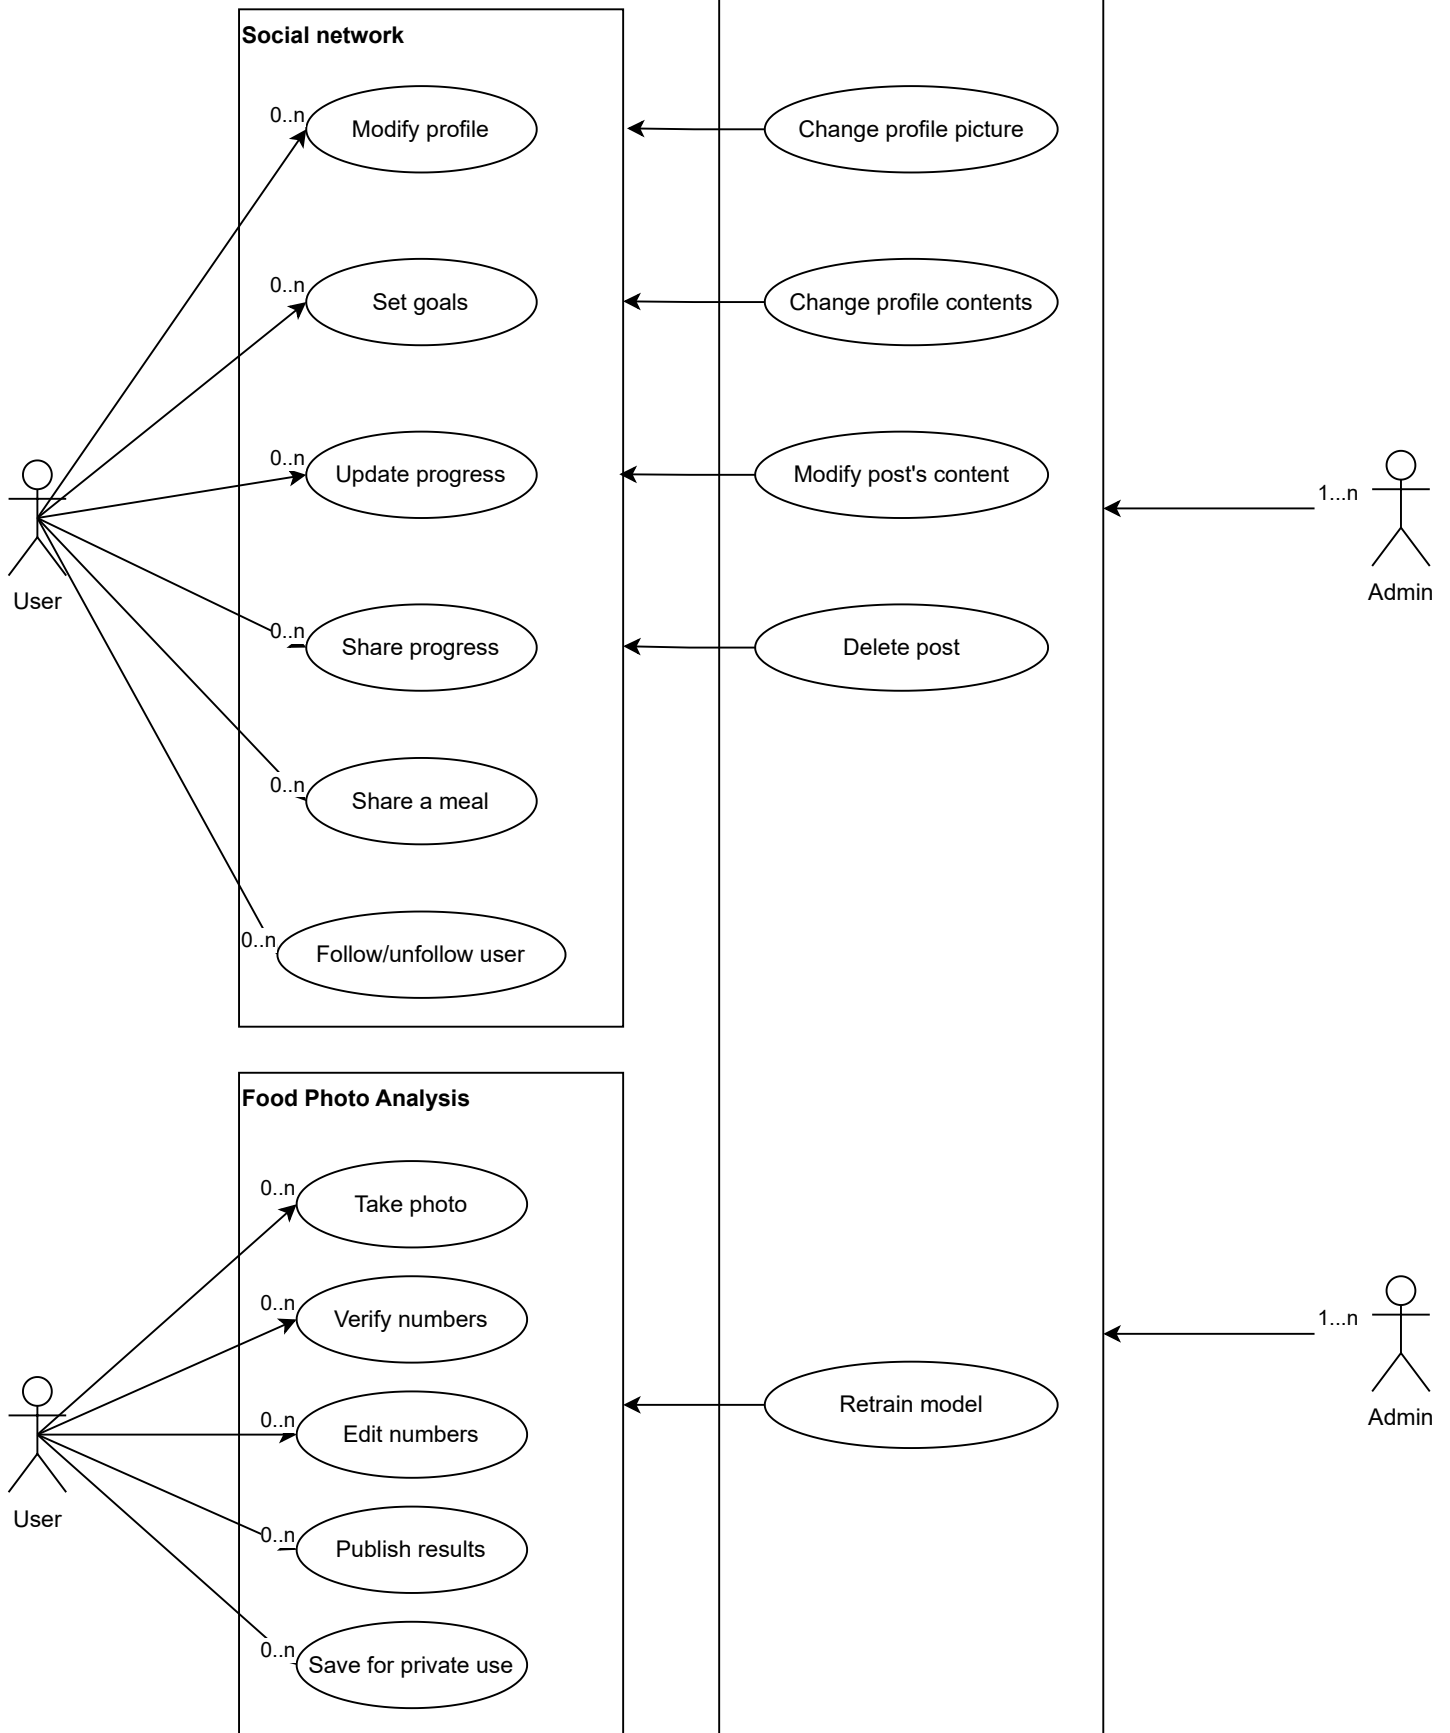 Social network
0..n
Modify profile
Change profile picture
0..n
Set goals
Change profile contents
0..n
Update progress
Modify post's content
1...n
User
Admin
0..n
Share progress
Delete post
0..n
Share a meal
0..n
Follow/unfollow user
Food Photo Analysis
0..n
Take photo
0..n
Verify numbers
1...n
0..n
Edit numbers
Retrain model
Admin
User
0..n
Publish results
0..n
Save for private use